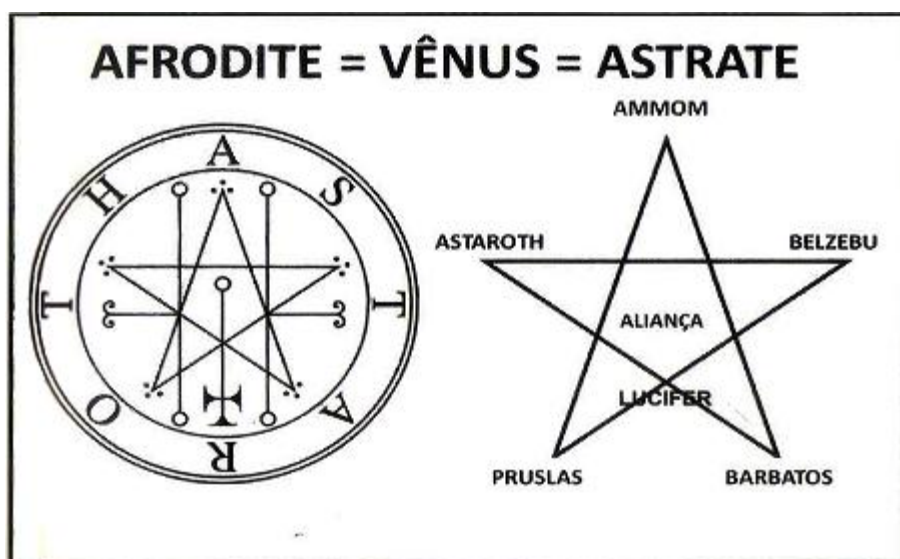 AFRODITE = VÊNUS = ASTRATE
ASTAROTH
AMMOM
ASTAROTH
BELZEBU
ALIANÇA
LUCIFER
PRUSLAS
BARBATOS